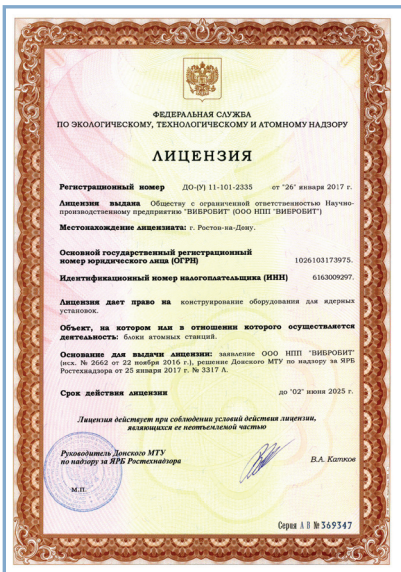 ФЕДЕРАЛЬНАЯ СЛУЖБА
ПО ЭКОЛОГИЧЕСКОМУ, ТЕХНОЛОГИЧЕСКОМУ И АТОМНОМУ НАДЗОРУ
ЛИЦЕНЗИЯ
Регистрационный номер ДО-(У) 11-101-2335 от "26" января 2017 г.
Лицензия выдана Обществу с ограниченной ответственностью Научно-
производственному предприятию "ВИБРОБИТ" (ООО НПП "ВИБРОБИТ")
Местонахождение лицензиата: г. Ростов-на-Дону.
Основной государственный регистрационный
номер юридического лица (ОГРН) 1026103173975.
Идентификационный номер налогоплательщика (ИНН) 6163009297.
Лицензия дает право на конструирование оборудования для ядерных
установок.
Объект, на котором или в отношении которого осуществляется
деятельность: блоки атомных станций.
Основание для выдачи лицензии: заявление ООО НПП "ВИБРОБИТ"
(исх. № 2662 от 22 ноября 2016 г.), решение Донского МТУ по надзору за ЯРБ
Ростехнадзора от 25 января 2017 г. № 3317 Л.
Срок действия лицензии до "02" июня 2025 г.
Лицензия действует при соблюдении условий действия лицензии,
являющихся ее неотъемлемой частью
Руководитель Донского МТУ
по надзору за ЯРБ Ростехнадзора В.А. Катков
М.П.
Серия А В № 369347